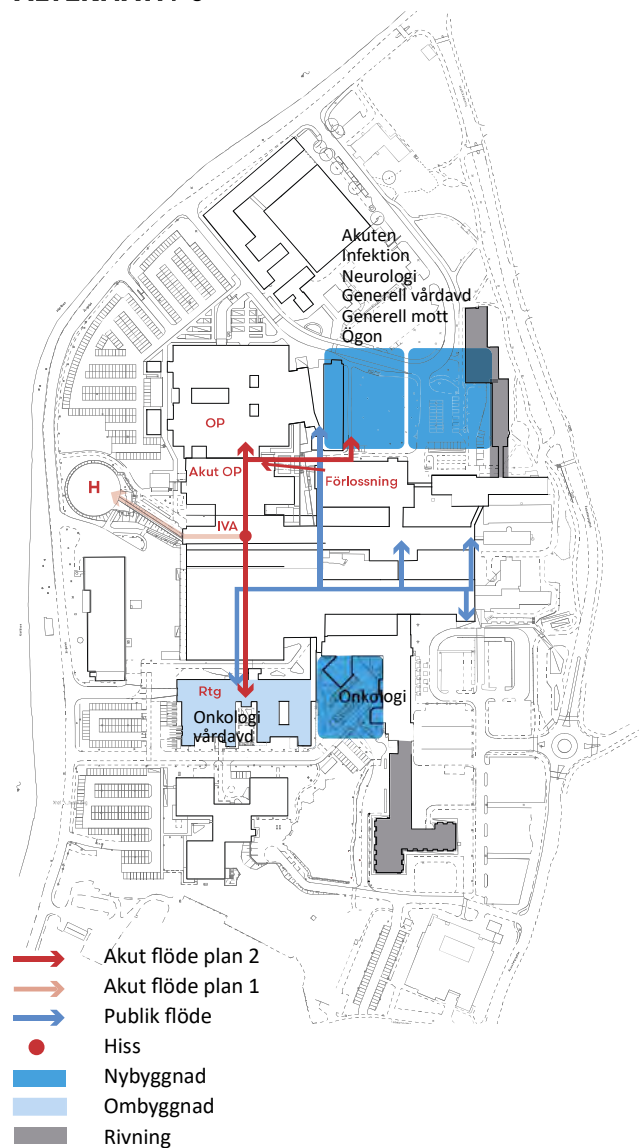 Akuten
Infektion
Neurologi
Generell vårdavd
Generell mott
Ögon
OP
Akut OP
Förlossning
H
IVA
Rtg
Onkologi
vårdavd
Onkologi
Akut flöde plan 2
Akut flöde plan 1
Publik flöde
Hiss
Nybyggnad
Ombyggnad
Rivning